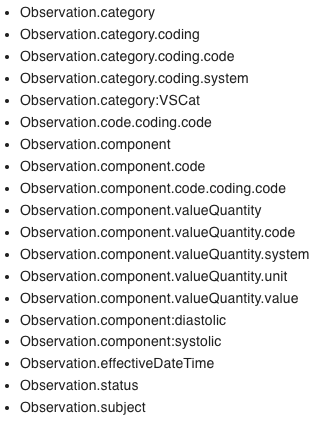 • Observation.category
• Observation.category.coding
• Observation.category.coding.code
• Observation.category.coding.system
• Observation.category:VSCat
• Observation.code.coding.code
• Observation.component
• Observation.component.code
• Observation.component.code.coding.code
• Observation.component.valueQuantity
• Observation.component.valueQuantity.code
• Observation.component.valueQuantity.system
• Observation.component.valueQuantity.unit
• Observation.component.valueQuantity.value
• Observation.component:diastolic
• Observation.component:systolic
• Observation.effectiveDateTime
• Observation.status
• Observation.subject